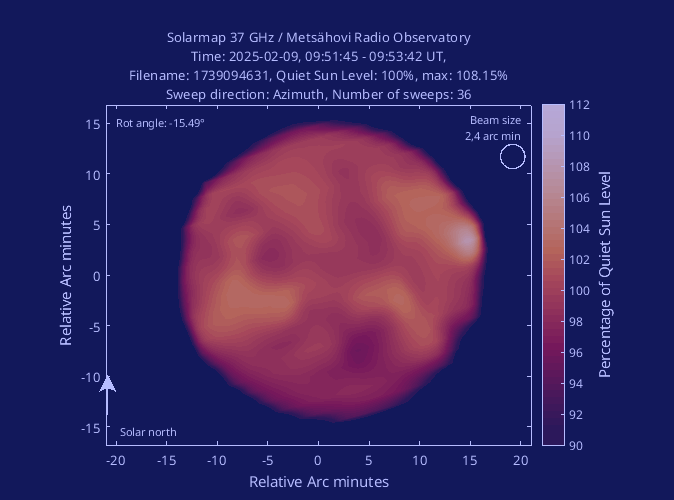 Solarmap 37 GHz / Metsähovi Radio Observatory
Time: 2025-02-09, 09:51:45 - 09:53:42 UT,
Filename: 1739094631, Quiet Sun Level: 100%, max: 108.15%
Sweep direction: Azimuth, Number of sweeps: 36
Rot angle: -15.49°
Beam size
2,4 arc min
15
10
5
0
-5
-10
-15
Relative Arc minutes
Solar north
-20
-15
-10
-5
0
5
10
15
20
Relative Arc minutes
112
110
108
106
104
102
100
98
96
94
92
90
Percentage of Quiet Sun Level